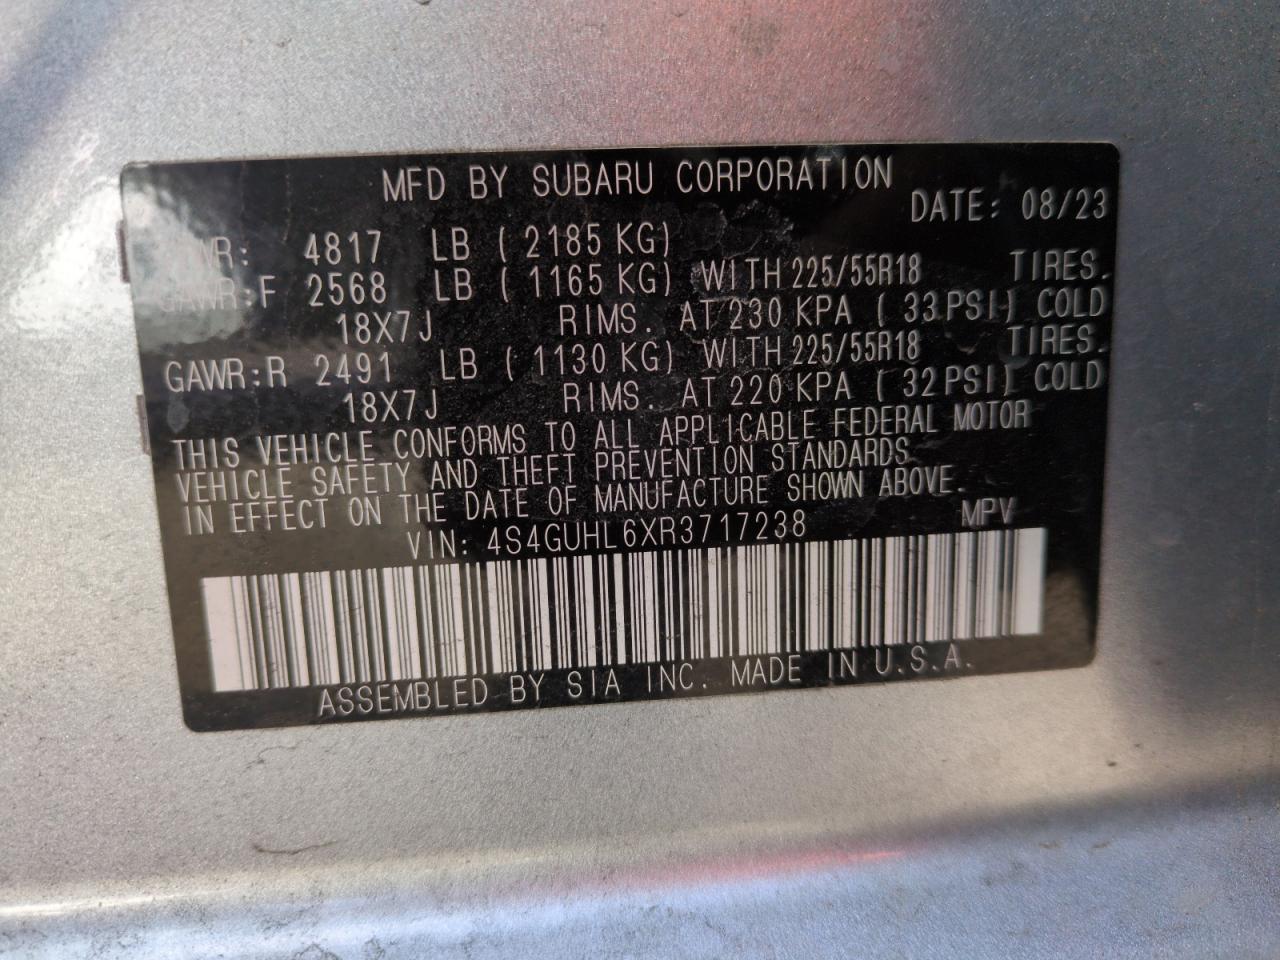 MFD BY SUBARU CORPORATION
DATE: 08/23
4817 LB ( 2185 KG)
GAWR:F 2568 LB ( 1165 KG) WITH 225/55R18 TIRES.
18X7J RIMS. AT 230 KPA ( 33 PSI) COLD
GAWR:R 2491 LB ( 1130 KG) WITH 225/55R18 TIRES.
18X7J RIMS. AT 220 KPA ( 32 PSI) COLD
THIS VEHICLE CONFORMS TO ALL APPLICABLE FEDERAL MOTOR
VEHICLE SAFETY AND THEFT PREVENTION STANDARDS
IN EFFECT ON THE DATE OF MANUFACTURE SHOWN ABOVE.
VIN: 4S4GUHL6XR3717238 MPV
ASSEMBLED BY SIA INC. MADE IN U.S.A.